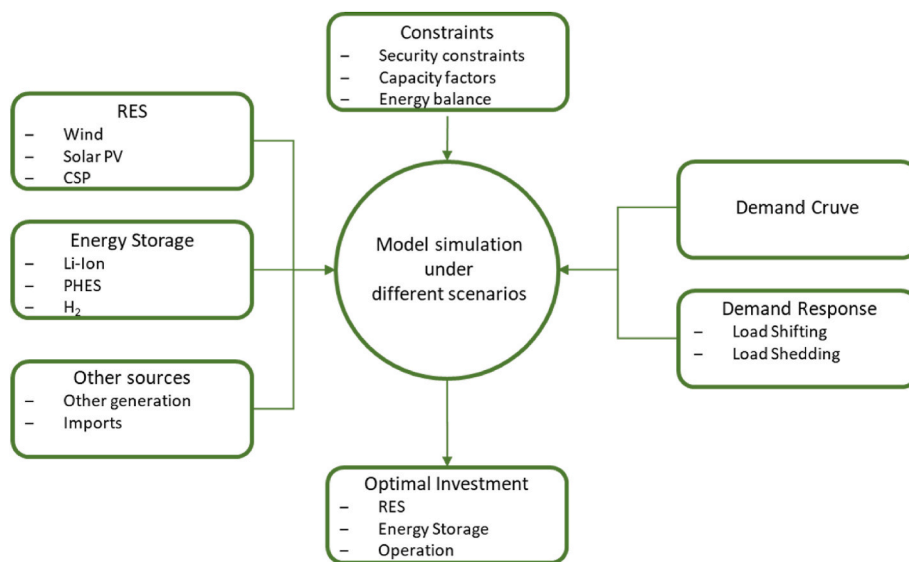 Constraints
– Security constraints
– Capacity factors
– Energy balance
RES
– Wind
– Solar PV
– CSP
Energy Storage
– Li-Ion
– PHES
– H₂
Other sources
– Other generation
– Imports
Model simulation
under
different scenarios
Demand Cruve
Demand Response
– Load Shifting
– Load Shedding
Optimal Investment
– RES
– Energy Storage
– Operation